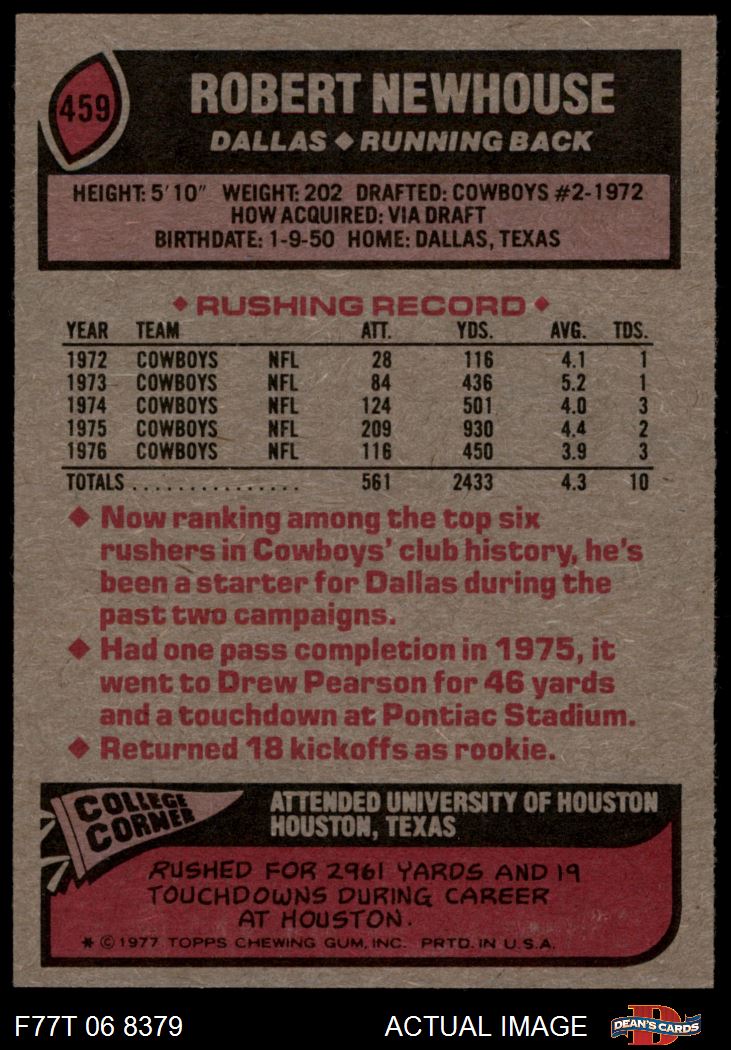 459
ROBERT NEWHOUSE
DALLAS ◆ RUNNING BACK
HEIGHT: 5'10" WEIGHT: 202 DRAFTED: COWBOYS #2-1972
HOW ACQUIRED: VIA DRAFT
BIRTHDATE: 1-9-50 HOME: DALLAS, TEXAS
◆ RUSHING RECORD ◆
YEAR TEAM ATT. YDS. AVG. TDS.
1972 COWBOYS NFL 28 116 4.1 1
1973 COWBOYS NFL 84 436 5.2 1
1974 COWBOYS NFL 124 501 4.0 3
1975 COWBOYS NFL 209 930 4.4 2
1976 COWBOYS NFL 116 450 3.9 3
TOTALS ............... 561 2433 4.3 10
◆ Now ranking among the top six
rushers in Cowboys' club history, he's
been a starter for Dallas during the
past two campaigns.
◆ Had one pass completion in 1975, it
went to Drew Pearson for 46 yards
and a touchdown at Pontiac Stadium.
◆ Returned 18 kickoffs as rookie.
COLLEGE
CORNER
ATTENDED UNIVERSITY OF HOUSTON
HOUSTON, TEXAS
RUSHED FOR 2961 YARDS AND 19
TOUCHDOWNS DURING CAREER
AT HOUSTON.
* © 1977 TOPPS CHEWING GUM, INC. PRTD. IN U.S.A.
F77T 06 8379 ACTUAL IMAGE
DEAN'S CARDS